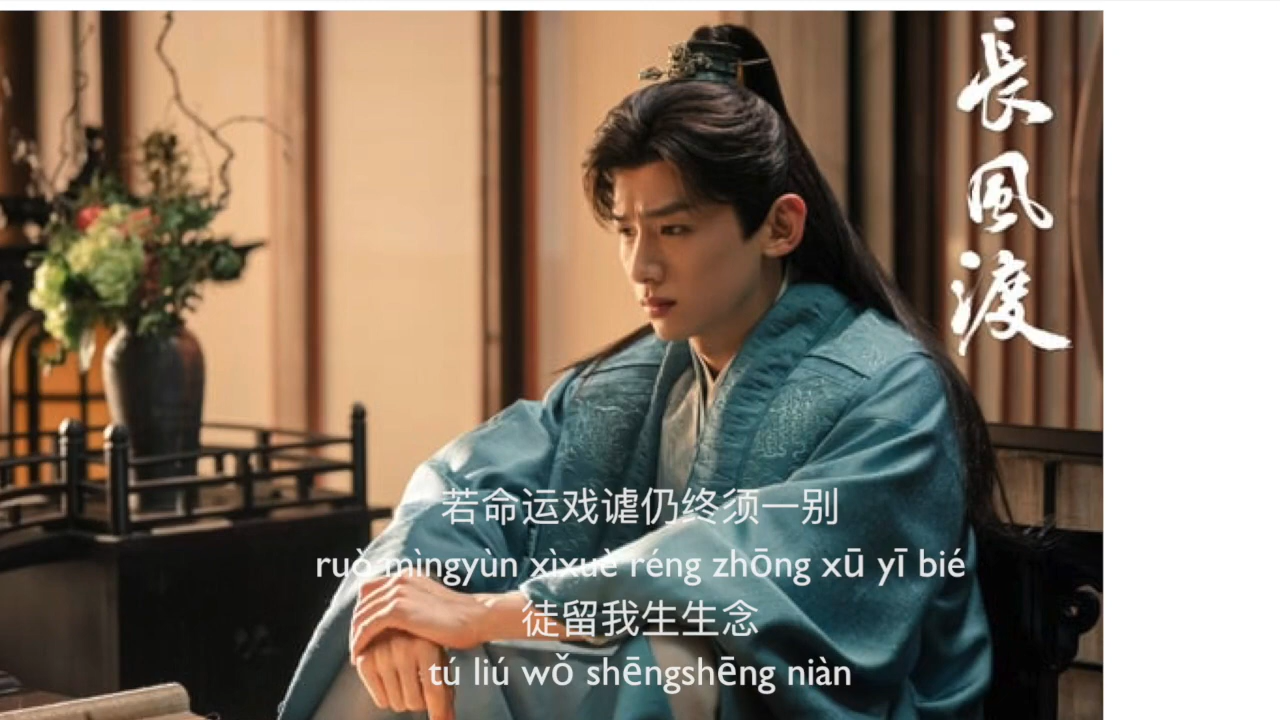 長風渡
若命运戏谑仍终须一别
ruò mìngyùn xìxuè réng zhōng xū yī bié
徒留我生生念
tú liú wǒ shēngshēng niàn